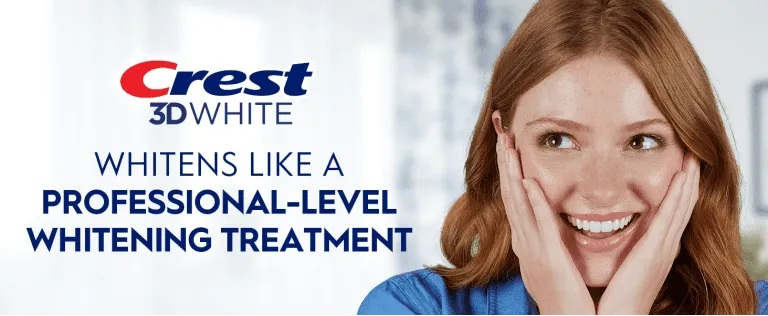 Crest
3DWHITE
WHITENS LIKE A
PROFESSIONAL-LEVEL
WHITENING TREATMENT